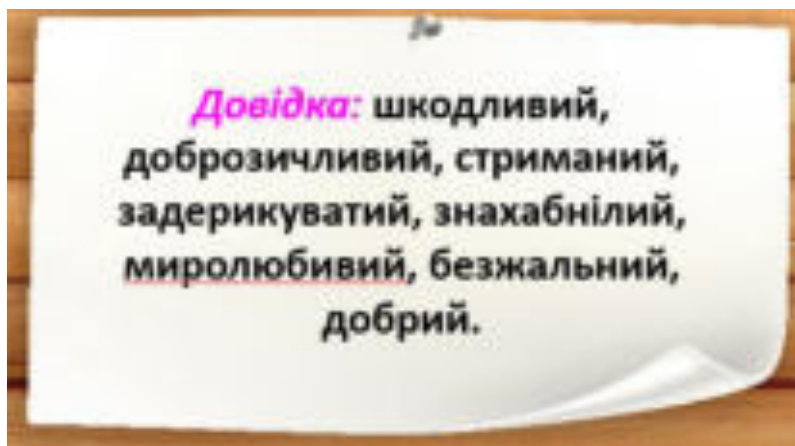 Довідка: шкодливий,
доброзичливий, стриманий,
задерикуватий, знахабнілий,
миролюбивий, безжальний,
добрий.